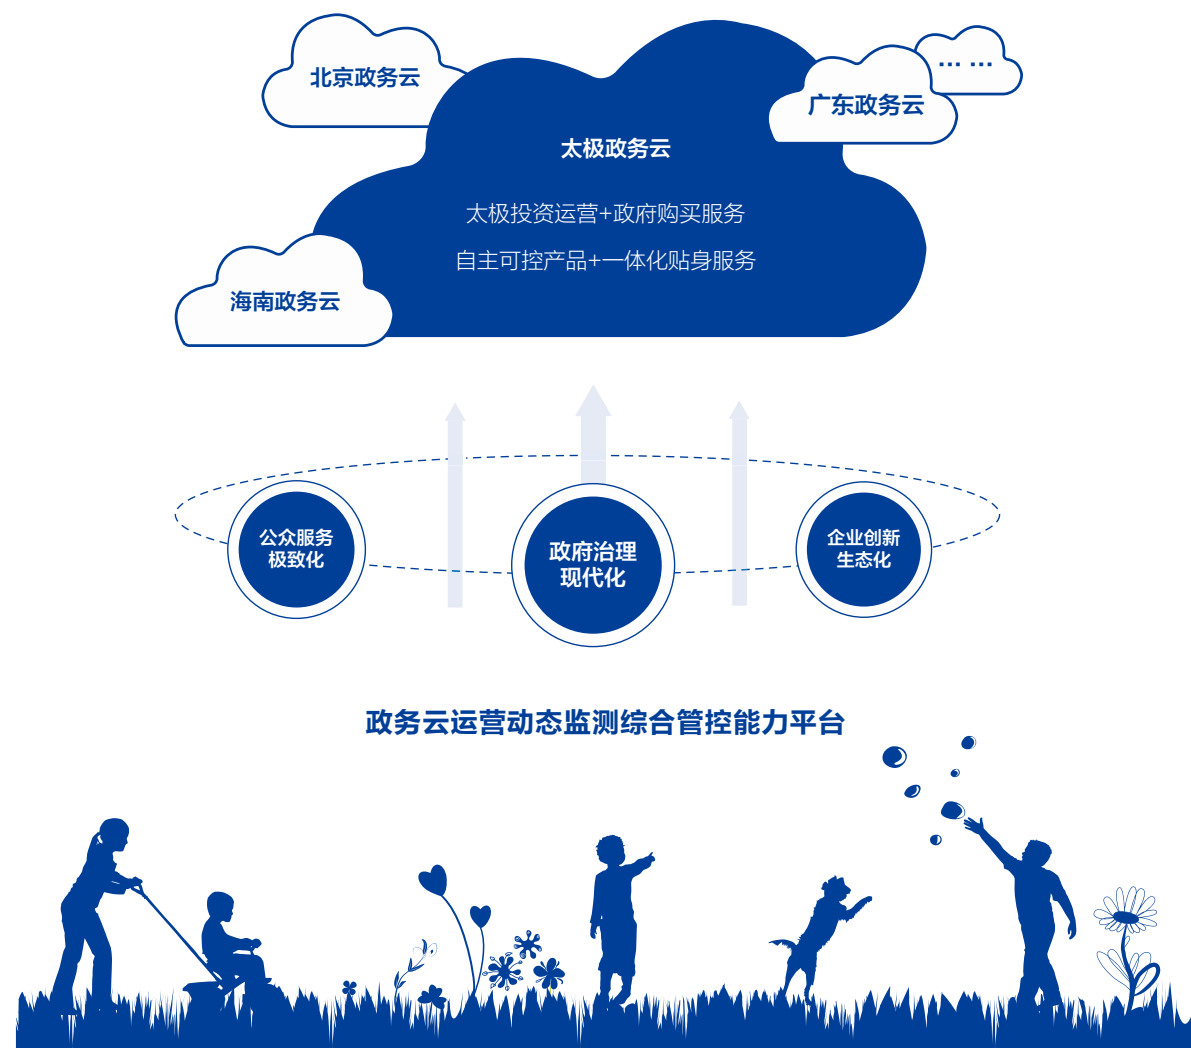 北京政务云
... ...
广东政务云
太极政务云
太极投资运营+政府购买服务
自主可控产品+一体化贴身服务
海南政务云
公众服务
极致化
政府治理
现代化
企业创新
生态化
政务云运营动态监测综合管控能力平台